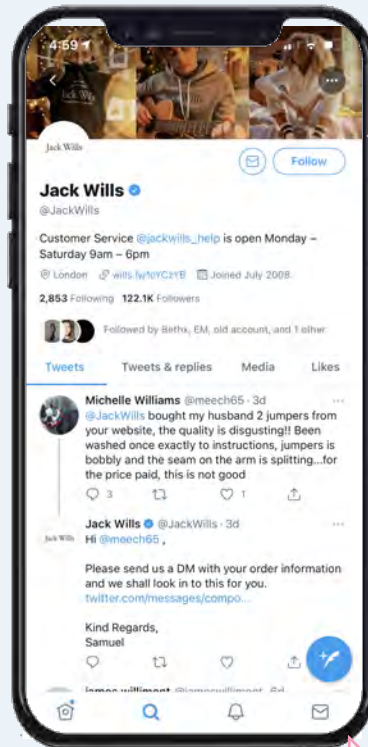 4:59
Jack Wills
Jack Wills
Follow
Jack Wills
@JackWills
Customer Service @jackwills_help is open Monday –
Saturday 9am – 6pm
London
Joined July 2008
2,853 Following 122.1K Followers
Followed by Beths, EM, old account, and 1 other
Tweets Tweets & replies Media Likes
Michelle Williams @meech65 · 3d
@JackWills bought my husband 2 jumpers from
your website, the quality is disgusting!! Been
washed once exactly to instructions, jumpers is
bobbly and the seam on the arm is splitting...for
the price paid, this is not good
3 1
Jack Wills
Jack Wills @JackWills · 3d
Hi @meech65 ,
Please send us a DM with your order information
and we shall look in to this for you.
twitter.com/messages/compo...
Kind Regards,
Samuel